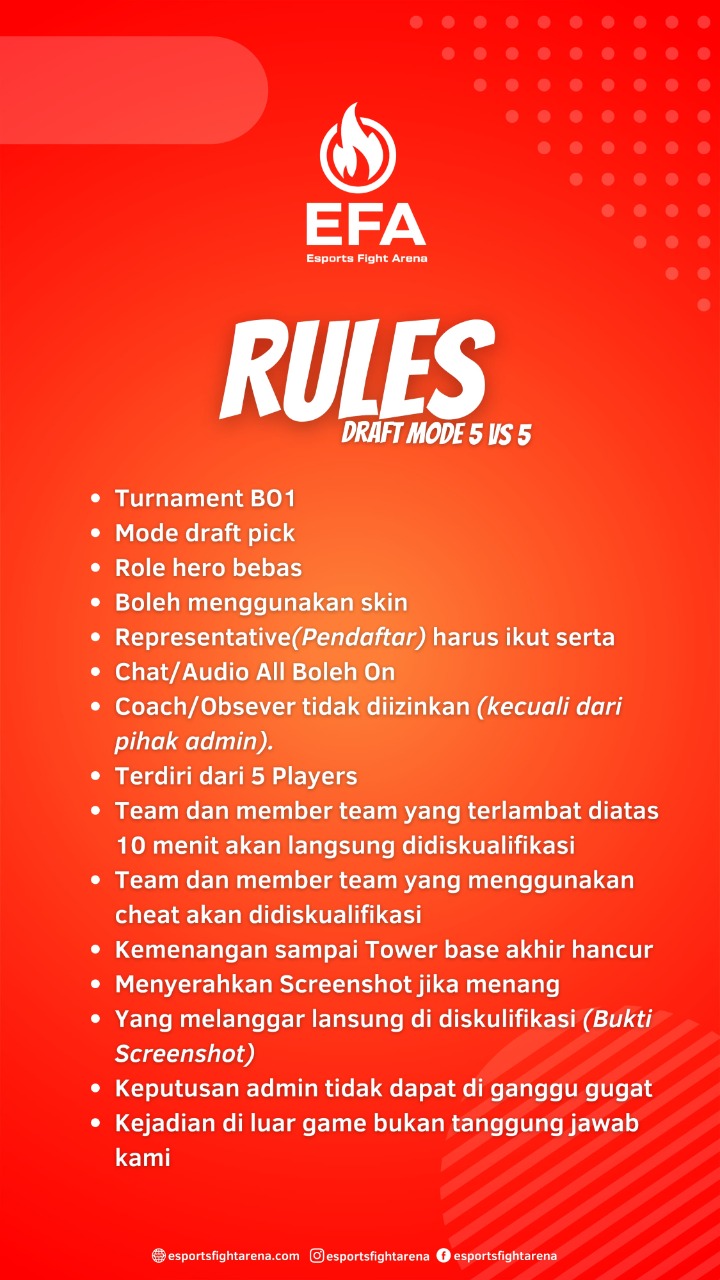 EFA
Esports Fight Arena
RULES
DRAFT MODE 5 VS 5
• Turnament BO1
• Mode draft pick
• Role hero bebas
• Boleh menggunakan skin
• Representative(Pendaftar) harus ikut serta
• Chat/Audio All Boleh On
• Coach/Obsever tidak diizinkan (kecuali dari
pihak admin).
• Terdiri dari 5 Players
• Team dan member team yang terlambat diatas
10 menit akan langsung didiskualifikasi
• Team dan member team yang menggunakan
cheat akan didiskualifikasi
• Kemenangan sampai Tower base akhir hancur
• Menyerahkan Screenshot jika menang
• Yang melanggar lansung di diskulifikasi (Bukti
Screenshot)
• Keputusan admin tidak dapat di ganggu gugat
• Kejadian di luar game bukan tanggung jawab
kami
esportsfightarena.com esportsfightarena esportsfightarena